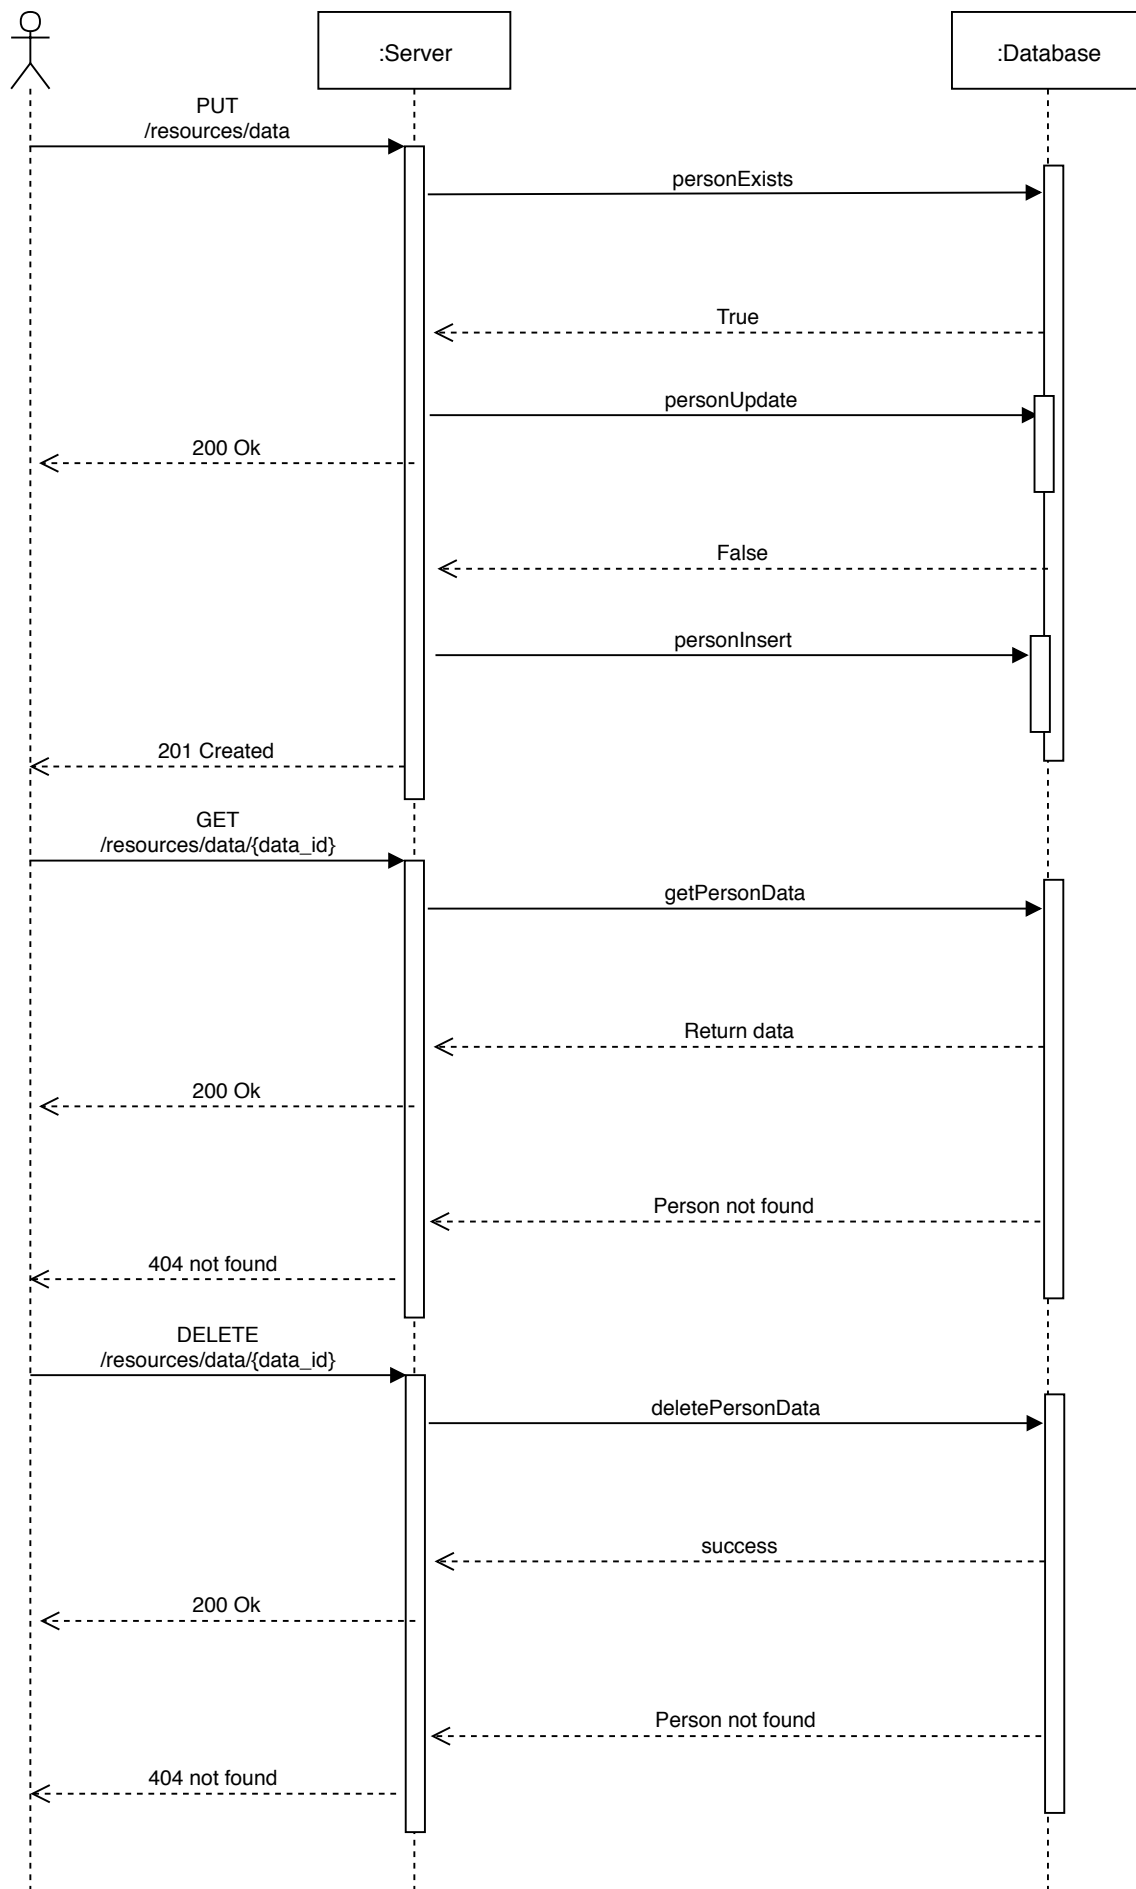 :Server
:Database
PUT
/resources/data
personExists
True
personUpdate
200 Ok
False
personInsert
201 Created
GET
/resources/data/{data_id}
getPersonData
Return data
200 Ok
Person not found
404 not found
DELETE
/resources/data/{data_id}
deletePersonData
success
200 Ok
Person not found
404 not found